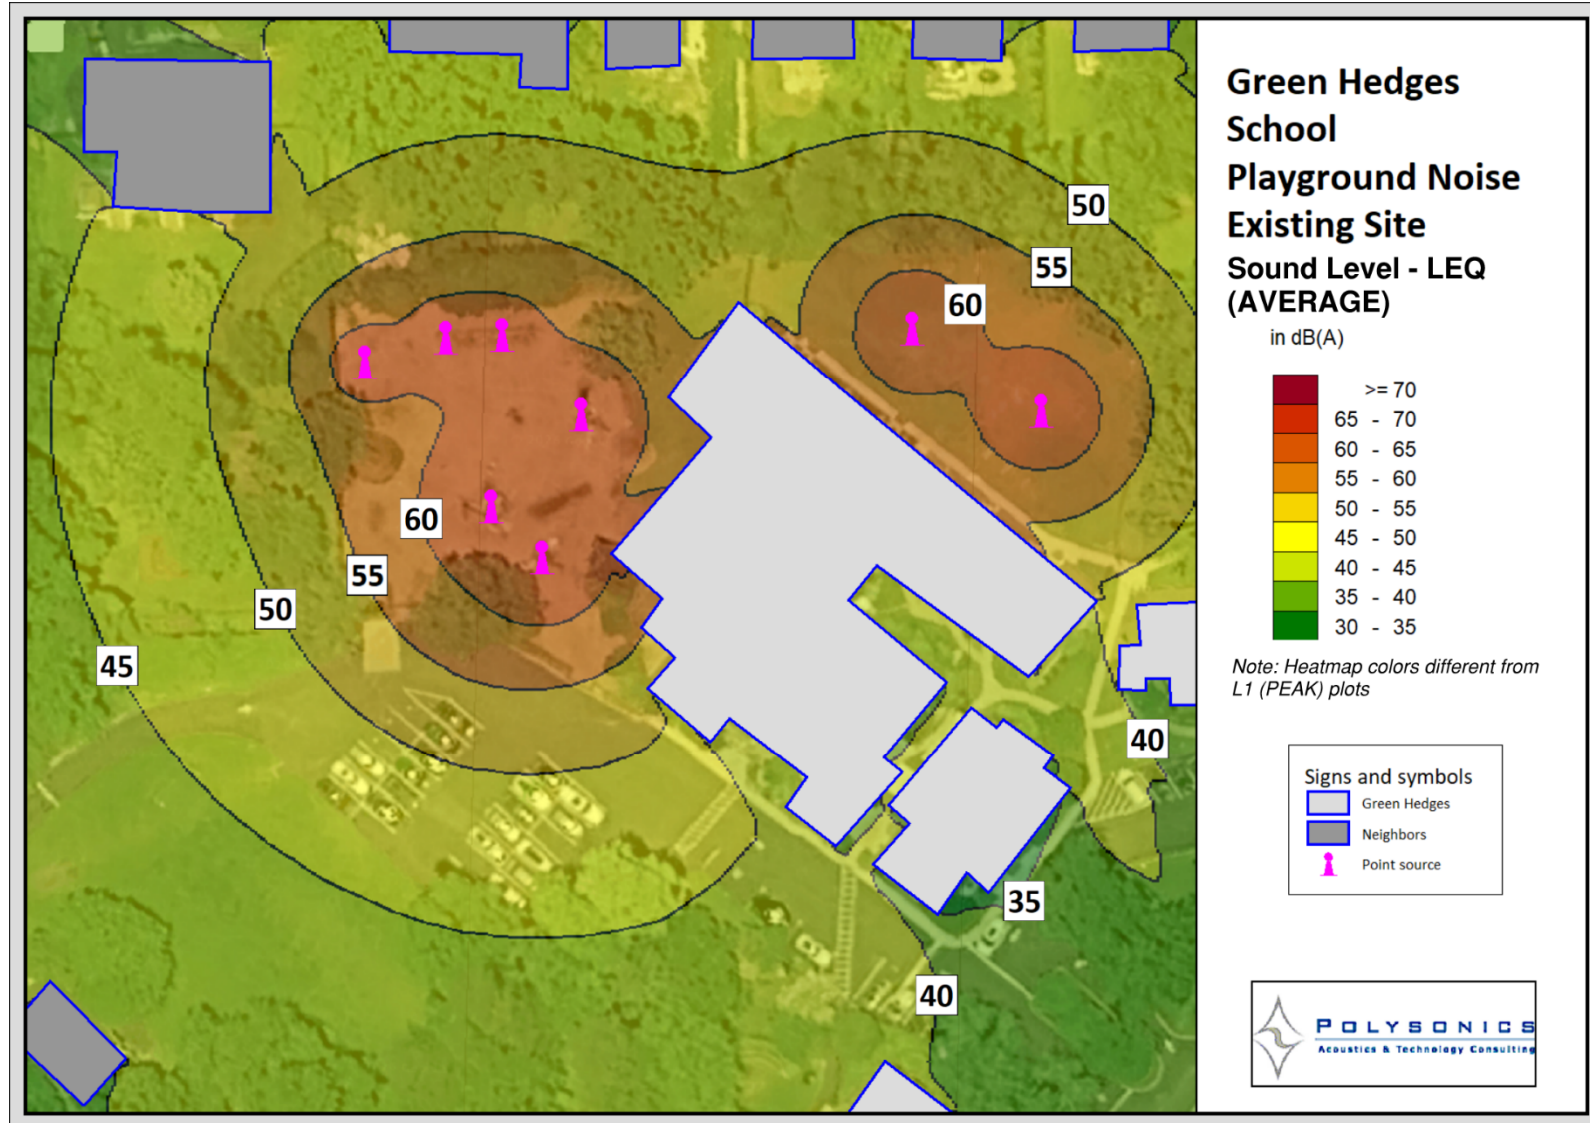 Green Hedges
School
Playground Noise
Existing Site
Sound Level - LEQ
(AVERAGE)
in dB(A)
>= 70
65 - 70
60 - 65
55 - 60
50 - 55
45 - 50
40 - 45
35 - 40
30 - 35
Note: Heatmap colors different from
L1 (PEAK) plots
Signs and symbols
Green Hedges
Neighbors
Point source
POLYSONICS
Acoustics & Technology Consulting
50
55
60
60
55
50
45
40
35
40